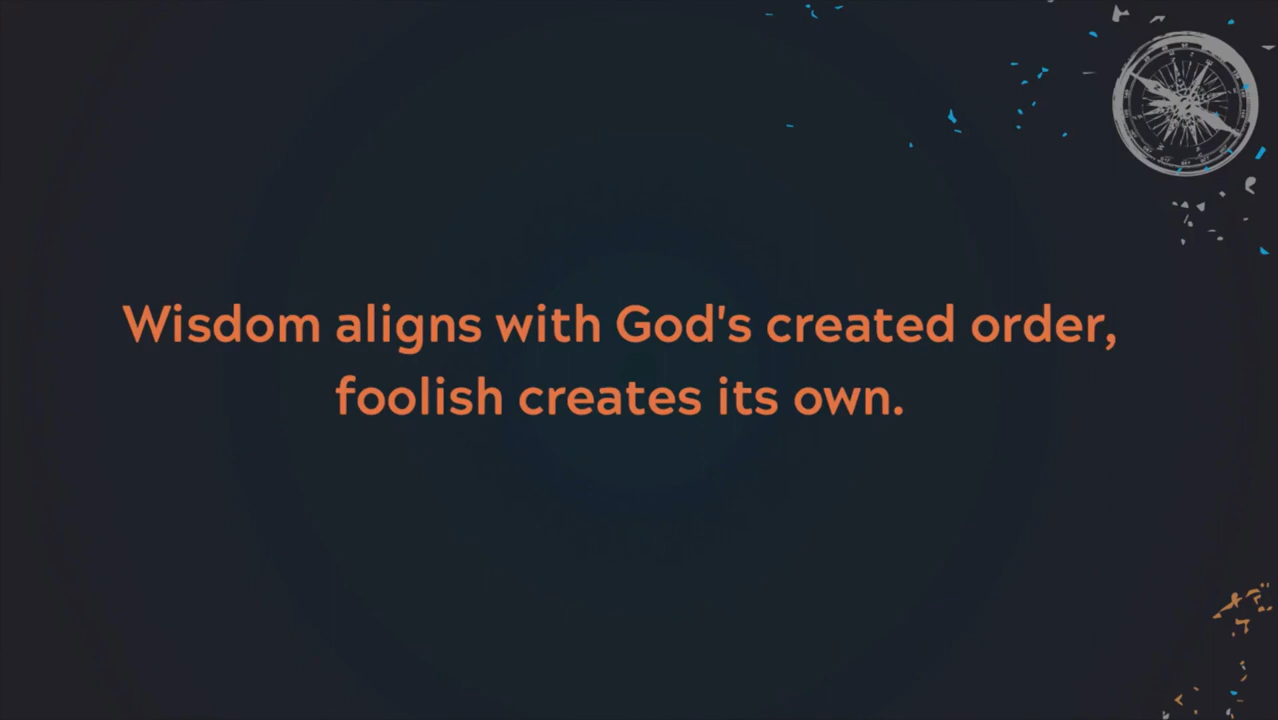 Wisdom aligns with God's created order,
foolish creates its own.